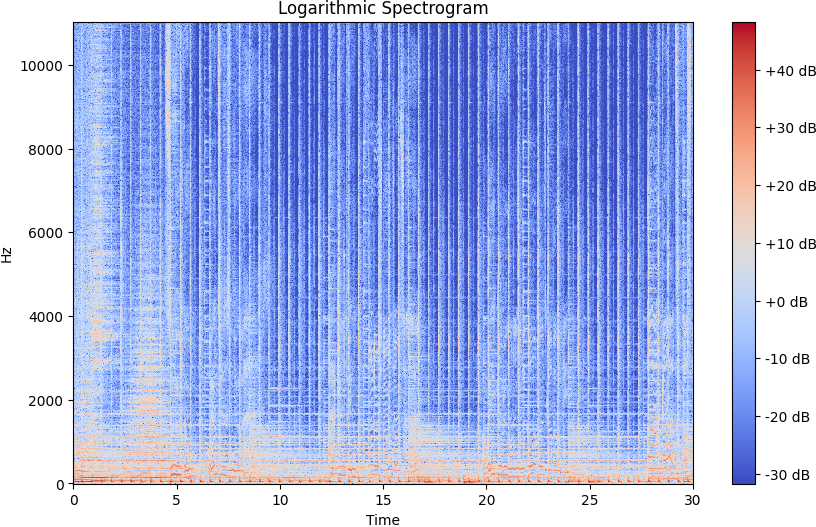 Logarithmic Spectrogram
10000
8000
6000
4000
2000
0
Hz
0 5 10 15 20 25 30
Time
+40 dB
+30 dB
+20 dB
+10 dB
+0 dB
-10 dB
-20 dB
-30 dB